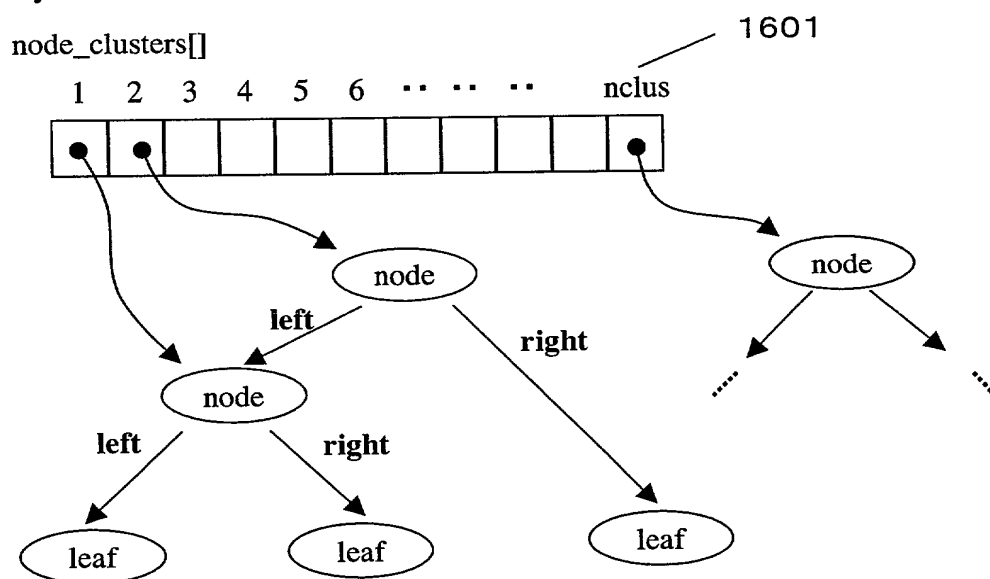 1601
node_clusters[]
1 2 3 4 5 6 ‥ ‥ ‥ nclus
node
node
left
right
node
left
right
leaf
leaf
leaf